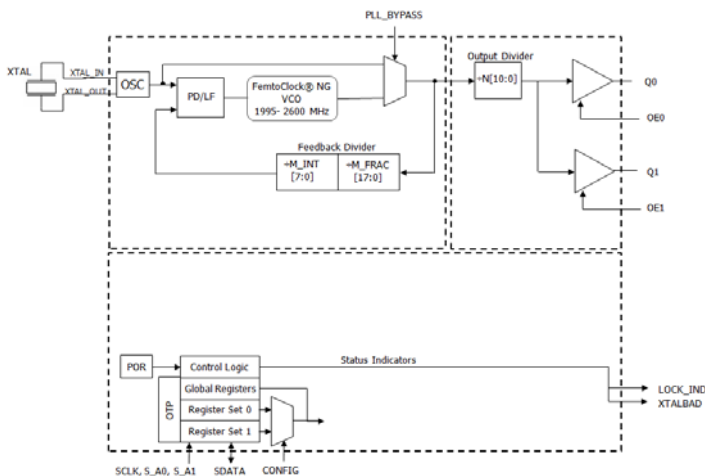 PLL_BYPASS
XTAL
XTAL_IN
XTAL_OUT
OSC
PD/LF
FemtoClock® NG
VCO
1995- 2600 MHz
Output Divider
÷N[10:0]
Q0
OE0
Feedback Divider
÷M_INT
[7:0]
÷M_FRAC
[17:0]
Q1
OE1
POR
Control Logic
Status Indicators
Global Registers
OTP
Register Set 0
Register Set 1
LOCK_IND
XTALBAD
SCLK, S_A0, S_A1
SDATA
CONFIG